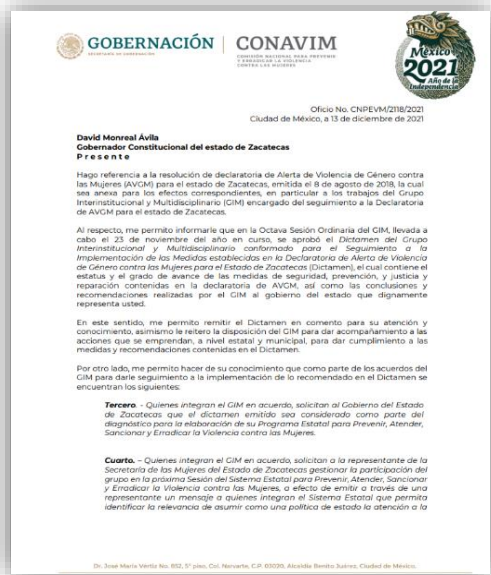 GOBERNACIÓN
SECRETARÍA DE GOBERNACIÓN
CONAVIM
COMISIÓN NACIONAL PARA PREVENIR
Y ERRADICAR LA VIOLENCIA
CONTRA LAS MUJERES
México
2021
Año de la
Independencia
Oficio No. CNPEVM/2118/2021
Ciudad de México, a 13 de diciembre de 2021
David Monreal Ávila
Gobernador Constitucional del estado de Zacatecas
P r e s e n t e
Hago referencia a la resolución de declaratoria de Alerta de Violencia de Género contra
las Mujeres (AVGM) para el estado de Zacatecas, emitida el 8 de agosto de 2018, la cual
sea anexa para los efectos correspondientes, en particular a los trabajos del Grupo
Interinstitucional y Multidisciplinario (GIM) encargado del seguimiento a la Declaratoria
de AVGM para el estado de Zacatecas.
Al respecto, me permito informarle que en la Octava Sesión Ordinaria del GIM, llevada a
cabo el 23 de noviembre del año en curso, se aprobó el Dictamen del Grupo
Interinstitucional y Multidisciplinario conformado para el Seguimiento a la
Implementación de las Medidas establecidas en la Declaratoria de Alerta de Violencia
de Género contra las Mujeres para el Estado de Zacatecas (Dictamen), el cual contiene el
estatus y el grado de avance de las medidas de seguridad, prevención, y justicia y
reparación contenidas en la declaratoria de AVGM, así como las conclusiones y
recomendaciones realizadas por el GIM al gobierno del estado que dignamente
representa usted.
En este sentido, me permito remitir el Dictamen en comento para su atención y
conocimiento, asimismo le reitero la disposición del GIM para dar acompañamiento a las
acciones que se emprendan, a nivel estatal y municipal, para dar cumplimiento a las
medidas y recomendaciones contenidas en el Dictamen.
Por otro lado, me permito hacer de su conocimiento que como parte de los acuerdos del
GIM para darle seguimiento a la implementación de lo recomendado en el Dictamen se
encuentran los siguientes:
Tercero. - Quienes integran el GIM en acuerdo, solicitan al Gobierno del Estado
de Zacatecas que el dictamen emitido sea considerado como parte del
diagnóstico para la elaboración de su Programa Estatal para Prevenir, Atender,
Sancionar y Erradicar la Violencia contra las Mujeres.
Cuarto. – Quienes integran el GIM en acuerdo, solicitan a la representante de la
Secretaría de las Mujeres del Estado de Zacatecas gestionar la participación del
grupo en la próxima Sesión del Sistema Estatal para Prevenir, Atender, Sancionar
y Erradicar la Violencia contra las Mujeres, a efecto de emitir a través de una
representante un mensaje a quienes integran el Sistema Estatal que permita
identificar la relevancia de asumir como una política de estado la atención a la
Dr. José María Vértiz No. 852, 5° piso, Col. Narvarte, C.P. 03020, Alcaldía Benito Juárez, Ciudad de México.